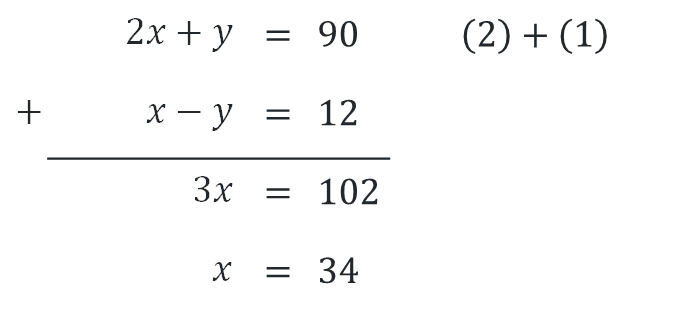 2x + y = 90 (2) + (1)
+ x − y = 12
3x = 102
x = 34